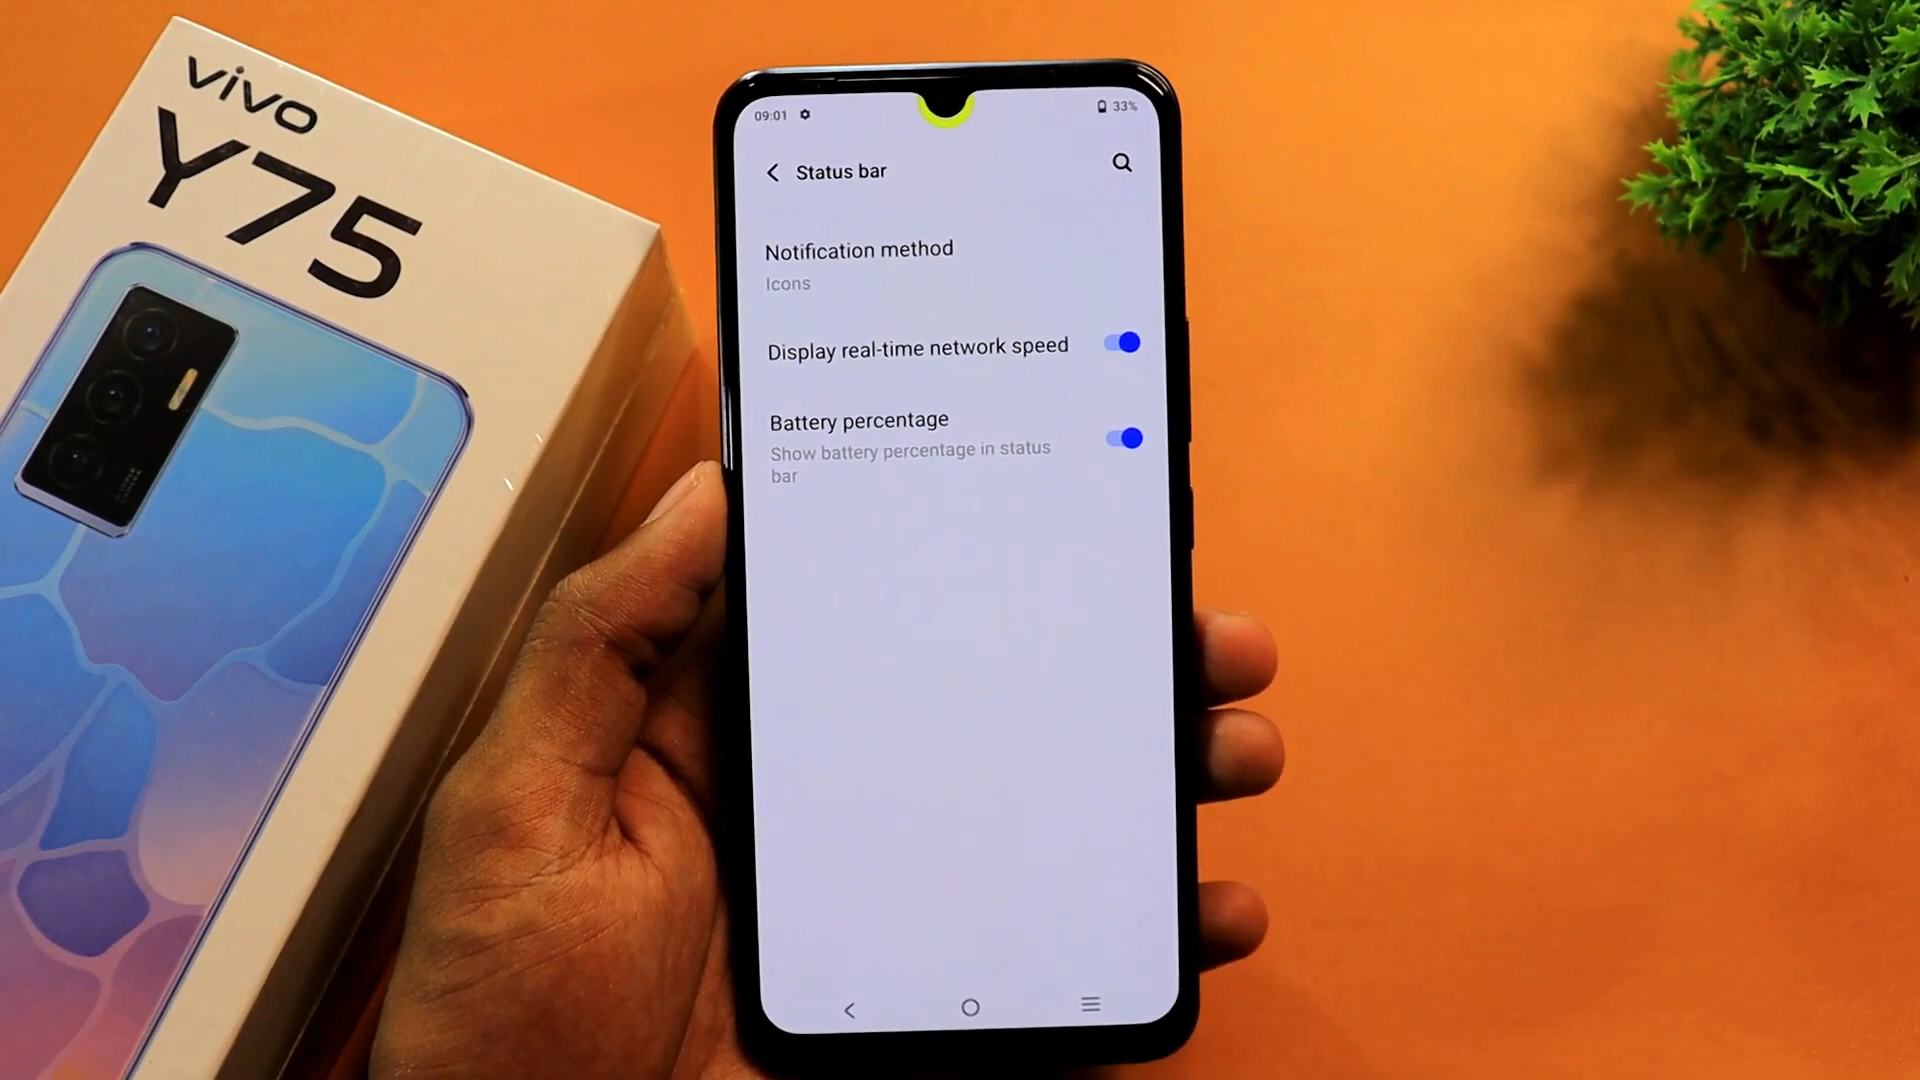 vivo
Y75
09:01
33%
Status bar
Notification method
Icons
Display real-time network speed
Battery percentage
Show battery percentage in status
bar